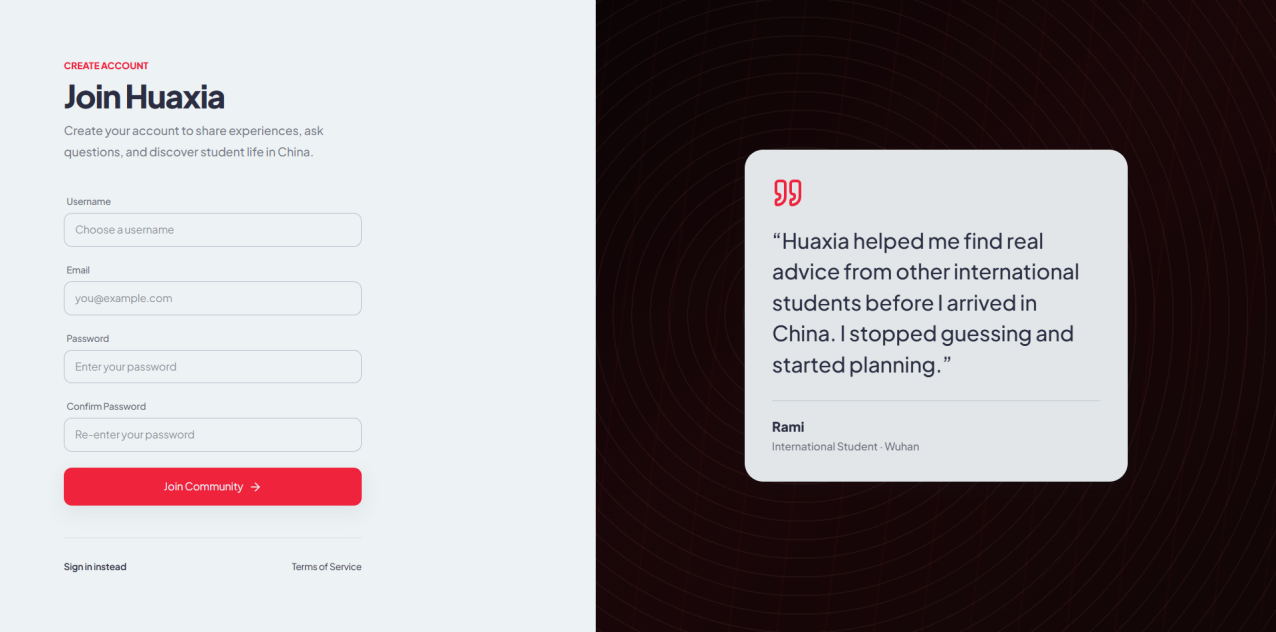 CREATE ACCOUNT
Join Huaxia
Create your account to share experiences, ask
questions, and discover student life in China.
Username
Choose a username
Email
you@example.com
Password
Enter your password
Confirm Password
Re-enter your password
Join Community →
Sign in instead
Terms of Service
“Huaxia helped me find real
advice from other international
students before I arrived in
China. I stopped guessing and
started planning.”
Rami
International Student · Wuhan